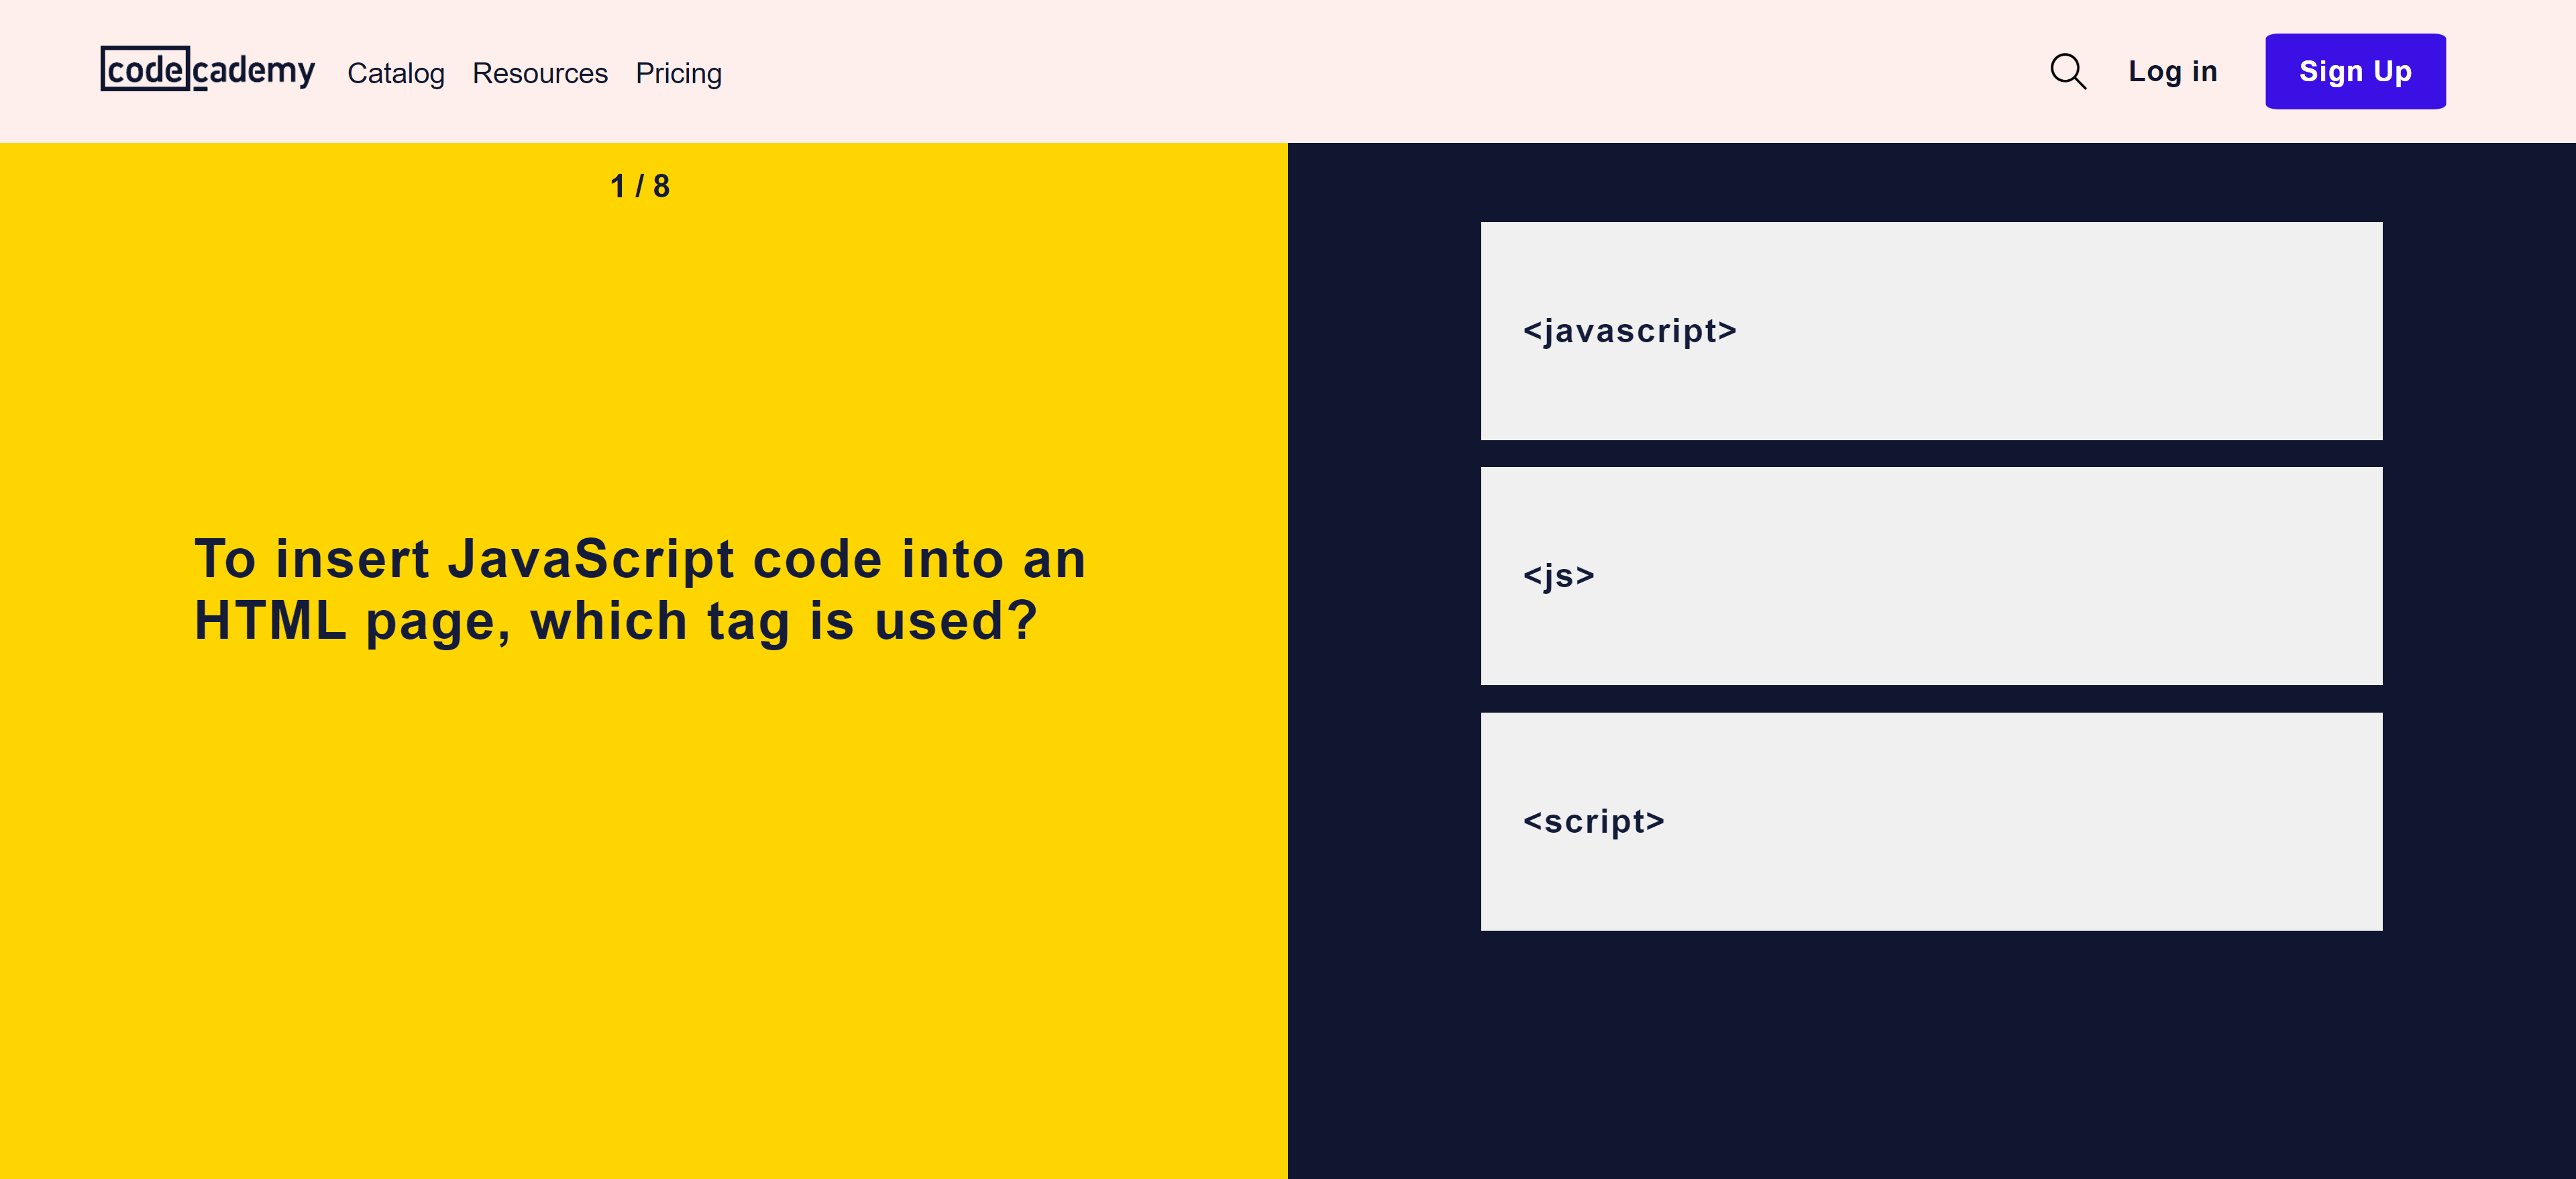 codecademy Catalog Resources Pricing Log in Sign Up
1 / 8
To insert JavaScript code into an
HTML page, which tag is used?
<javascript>
<js>
<script>